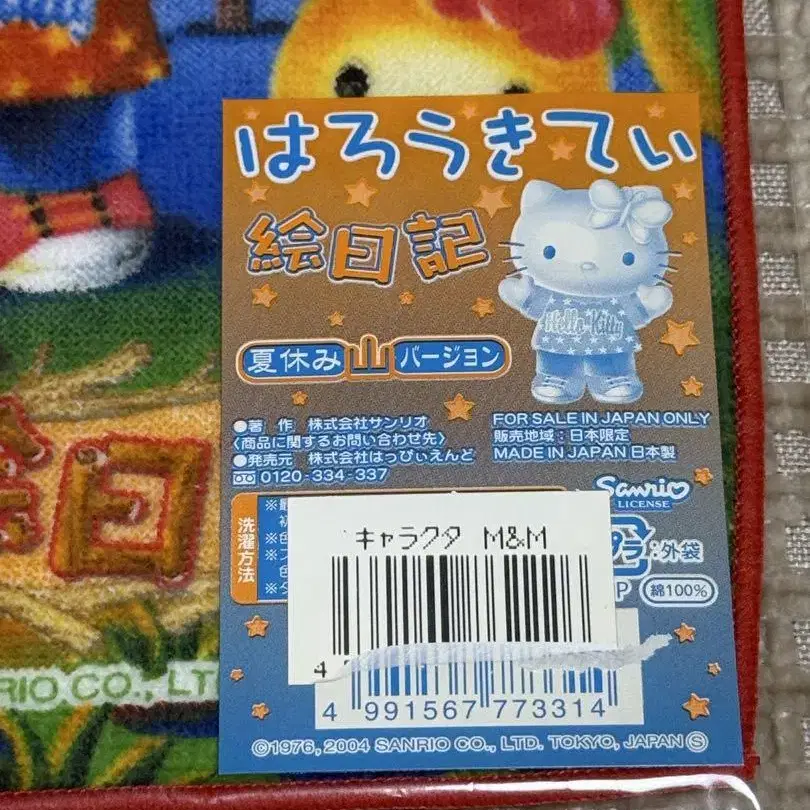 はろうきてぃ
絵日記
Hello Kitty
夏休み山バージョン
●著 作 株式会社サンリオ
〈商品に関するお問い合わせ先〉
●発売元 株式会社はっぴぃえんど
0120-334-337
FOR SALE IN JAPAN ONLY
販売地域:日本限定
MADE IN JAPAN 日本製
Sanrio
LICENSE
洗濯方法
プラ:外袋
P
綿100%
キャラクタ M&M
4
4 991567 773314
©1976, 2004 SANRIO CO., LTD. TOKYO, JAPAN Ⓢ
日
RIO CO., LT